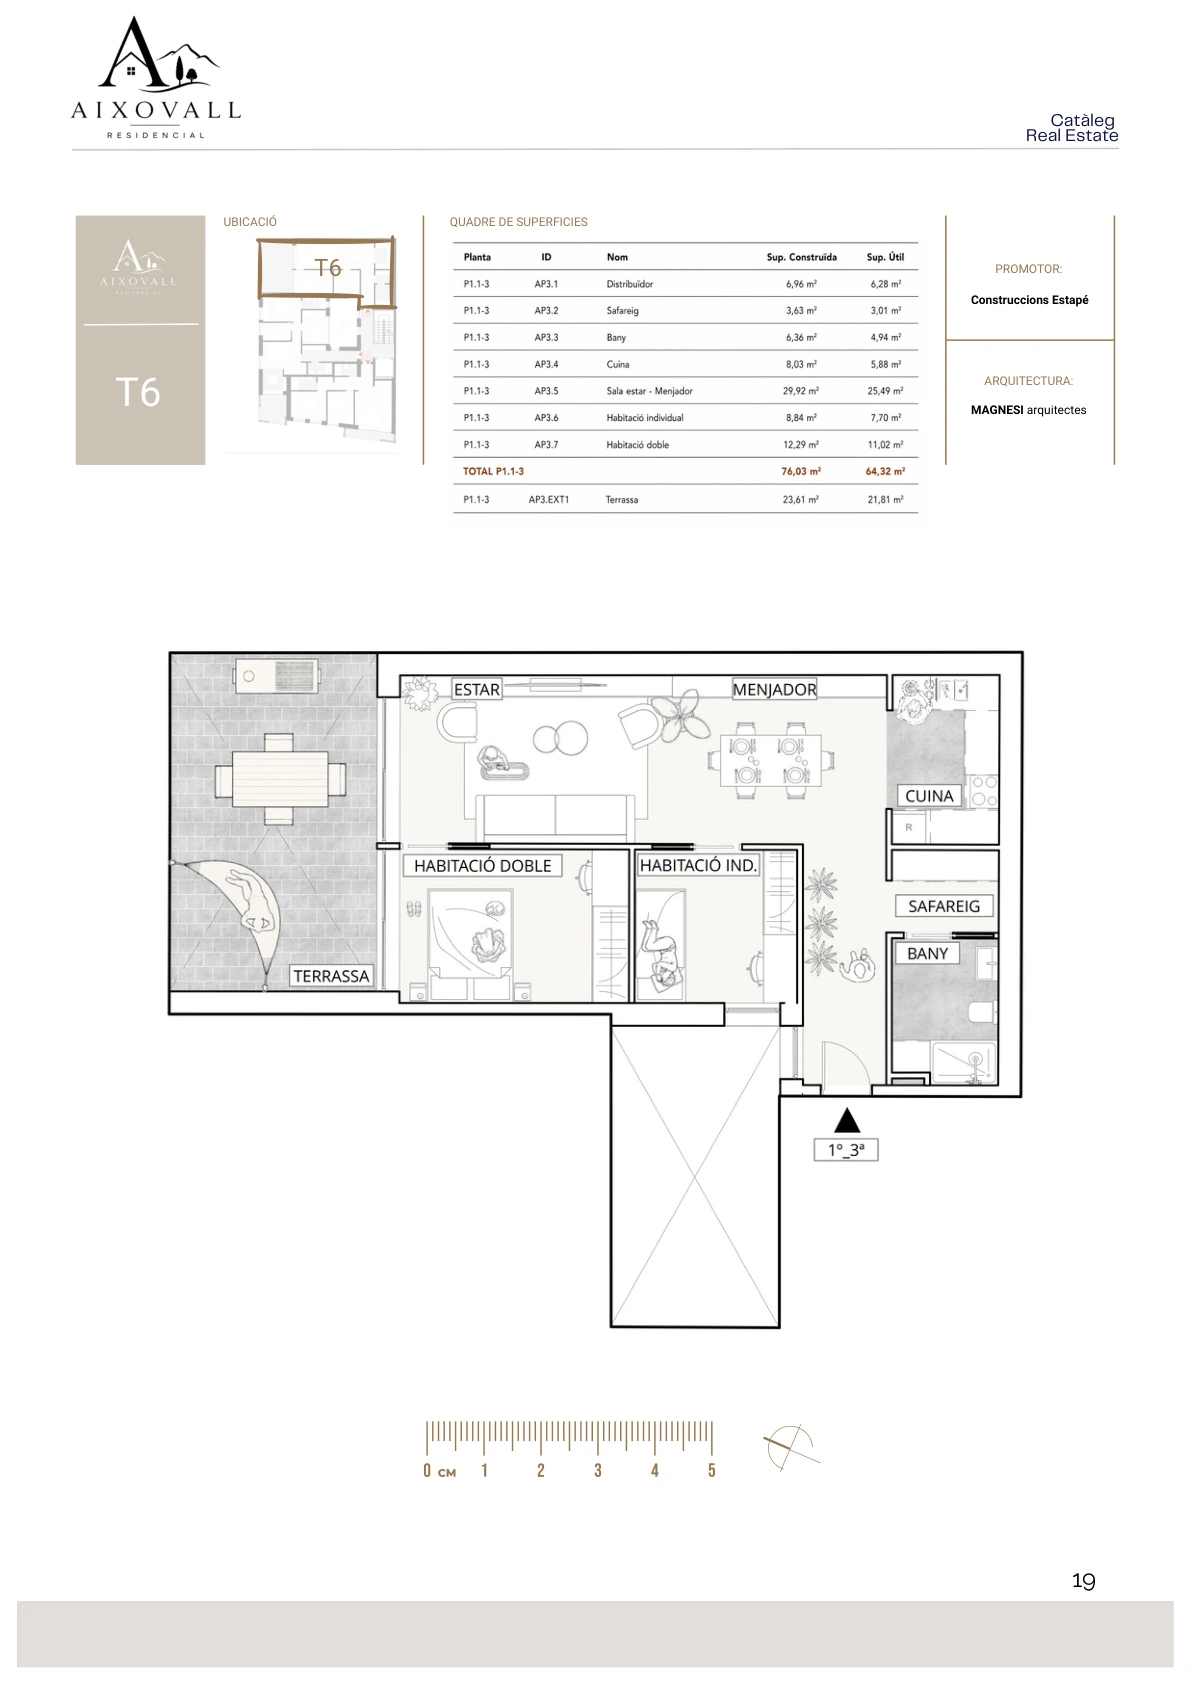 AIXOVALL
RESIDENCIAL
Catàleg
Real Estate
AIXOVALL
RESIDENCIAL
T6
UBICACIÓ
T6
QUADRE DE SUPERFICIES
Planta ID Nom Sup. Construïda Sup. Útil
P1.1-3 AP3.1 Distribuïdor 6,96 m² 6,28 m²
P1.1-3 AP3.2 Safareig 3,63 m² 3,01 m²
P1.1-3 AP3.3 Bany 6,36 m² 4,94 m²
P1.1-3 AP3.4 Cuina 8,03 m² 5,88 m²
P1.1-3 AP3.5 Sala estar - Menjador 29,92 m² 25,49 m²
P1.1-3 AP3.6 Habitació individual 8,84 m² 7,70 m²
P1.1-3 AP3.7 Habitació doble 12,29 m² 11,02 m²
TOTAL P1.1-3 76,03 m² 64,32 m²
P1.1-3 AP3.EXT1 Terrassa 23,61 m² 21,81 m²
PROMOTOR:
Construccions Estapé
ARQUITECTURA:
MAGNESI arquitectes
ESTAR
MENJADOR
CUINA
R
HABITACIÓ DOBLE
HABITACIÓ IND.
SAFAREIG
BANY
TERRASSA
1º_3ª
0 CM 1 2 3 4 5
19